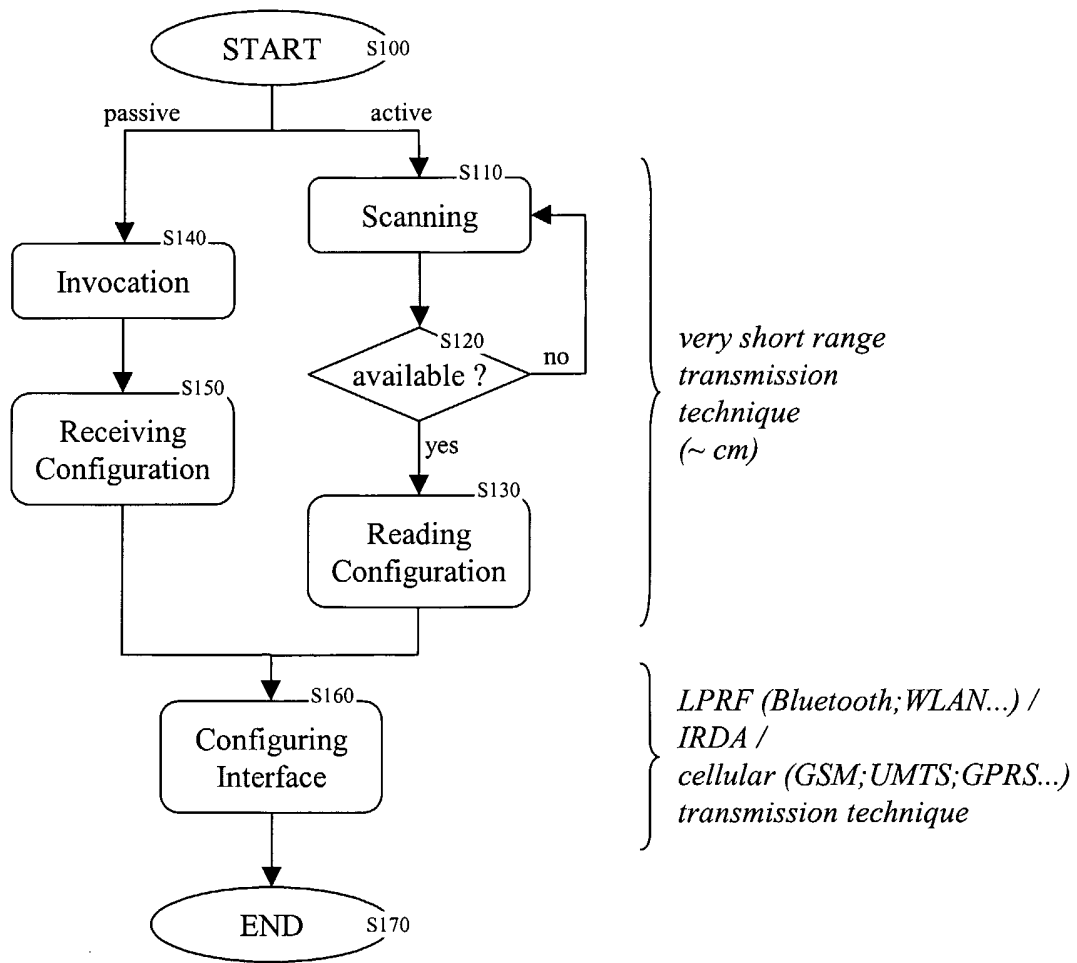 START S100
passive
active
S110
Scanning
S140
Invocation
S120
available ?
no
S150
Receiving
Configuration
yes
S130
Reading
Configuration
very short range
transmission
technique
(~ cm)
S160
Configuring
Interface
LPRF (Bluetooth;WLAN...) /
IRDA /
cellular (GSM;UMTS;GPRS...)
transmission technique
END S170